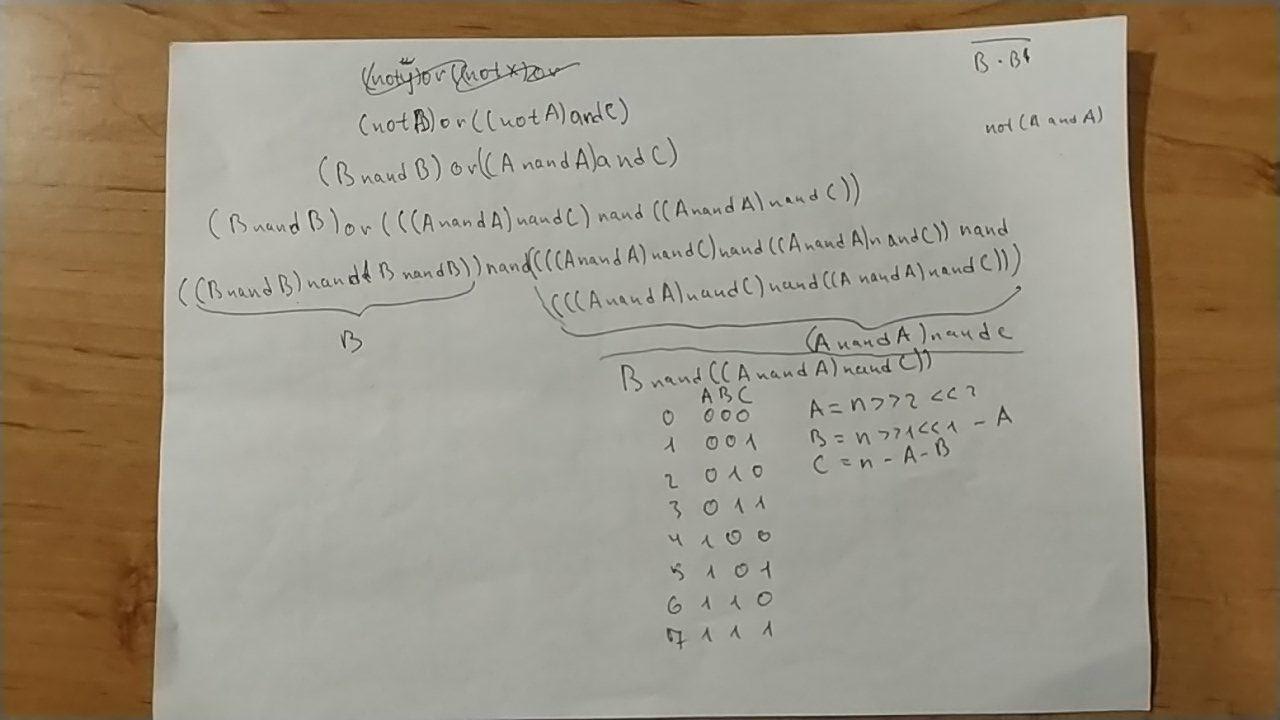 (not y) or ((not x) or
B · B
(not B) or ((not A) and C)
not (A and A)
(B nand B) or ((A nand A) and C)
(B nand B) or (((A nand A) nand C) nand ((A nand A) nand C))
((B nand B) nand (B nand B)) nand ((((A nand A) nand C) nand ((A nand A) nand C)) nand
(((A nand A) nand C) nand ((A nand A) nand C)))
B
(A nand A) nand C
B nand ((A nand A) nand C))
A B C
0 0 0 0 A = n >> 2 << 2
1 0 0 1 B = n >> 1 << 1 - A
2 0 1 0 C = n - A - B
3 0 1 1
4 1 0 0
5 1 0 1
6 1 1 0
7 1 1 1